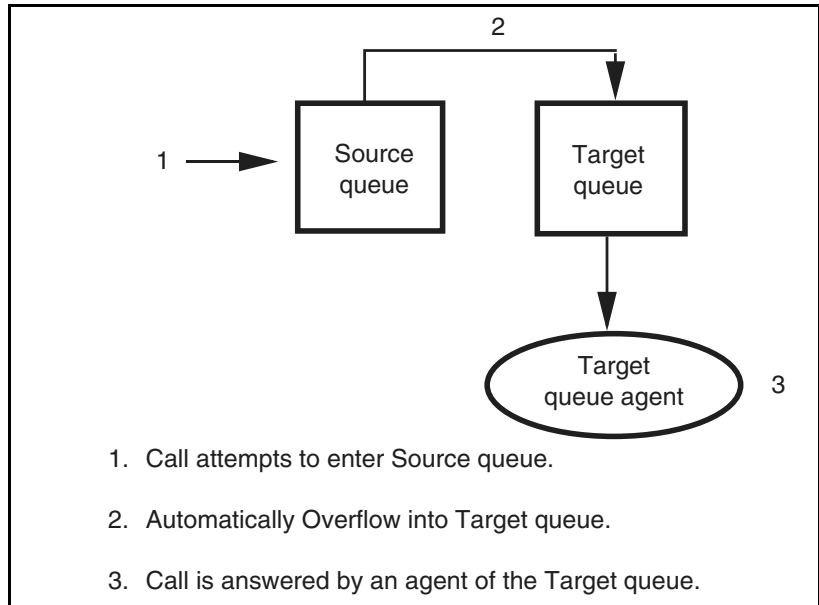 2
1
Source
queue
Target
queue
Target
queue agent
3
1. Call attempts to enter Source queue.
2. Automatically Overflow into Target queue.
3. Call is answered by an agent of the Target queue.